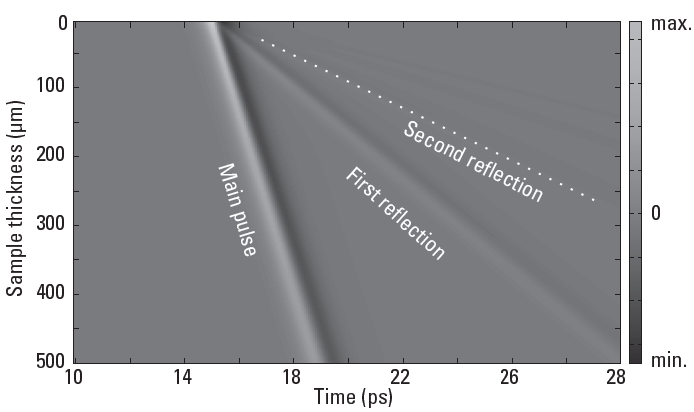 0
100
200
300
400
500
Sample thickness (μm)
10
14
18
22
26
28
Time (ps)
Main pulse
First reflection
Second reflection
max.
0
min.